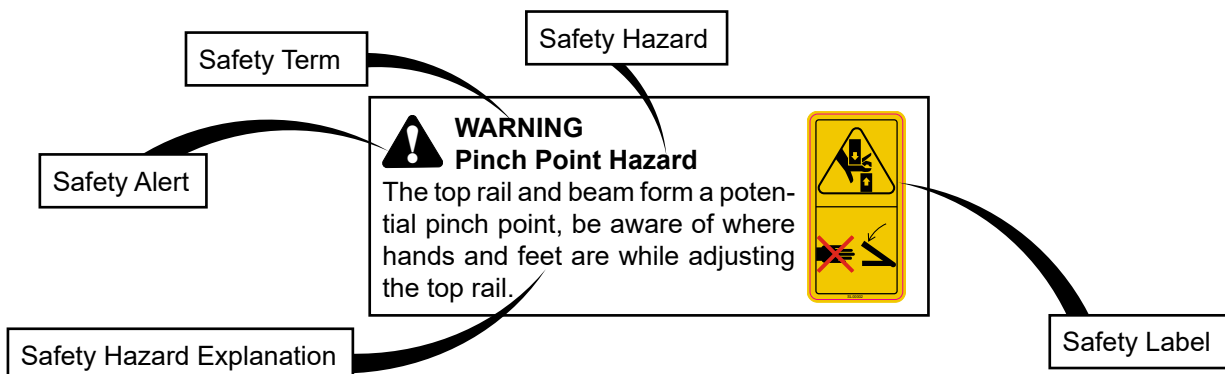 Safety Hazard
Safety Term
WARNING
Pinch Point Hazard
Safety Alert
The top rail and beam form a poten-
tial pinch point, be aware of where
hands and feet are while adjusting
the top rail.
Safety Label
Safety Hazard Explanation